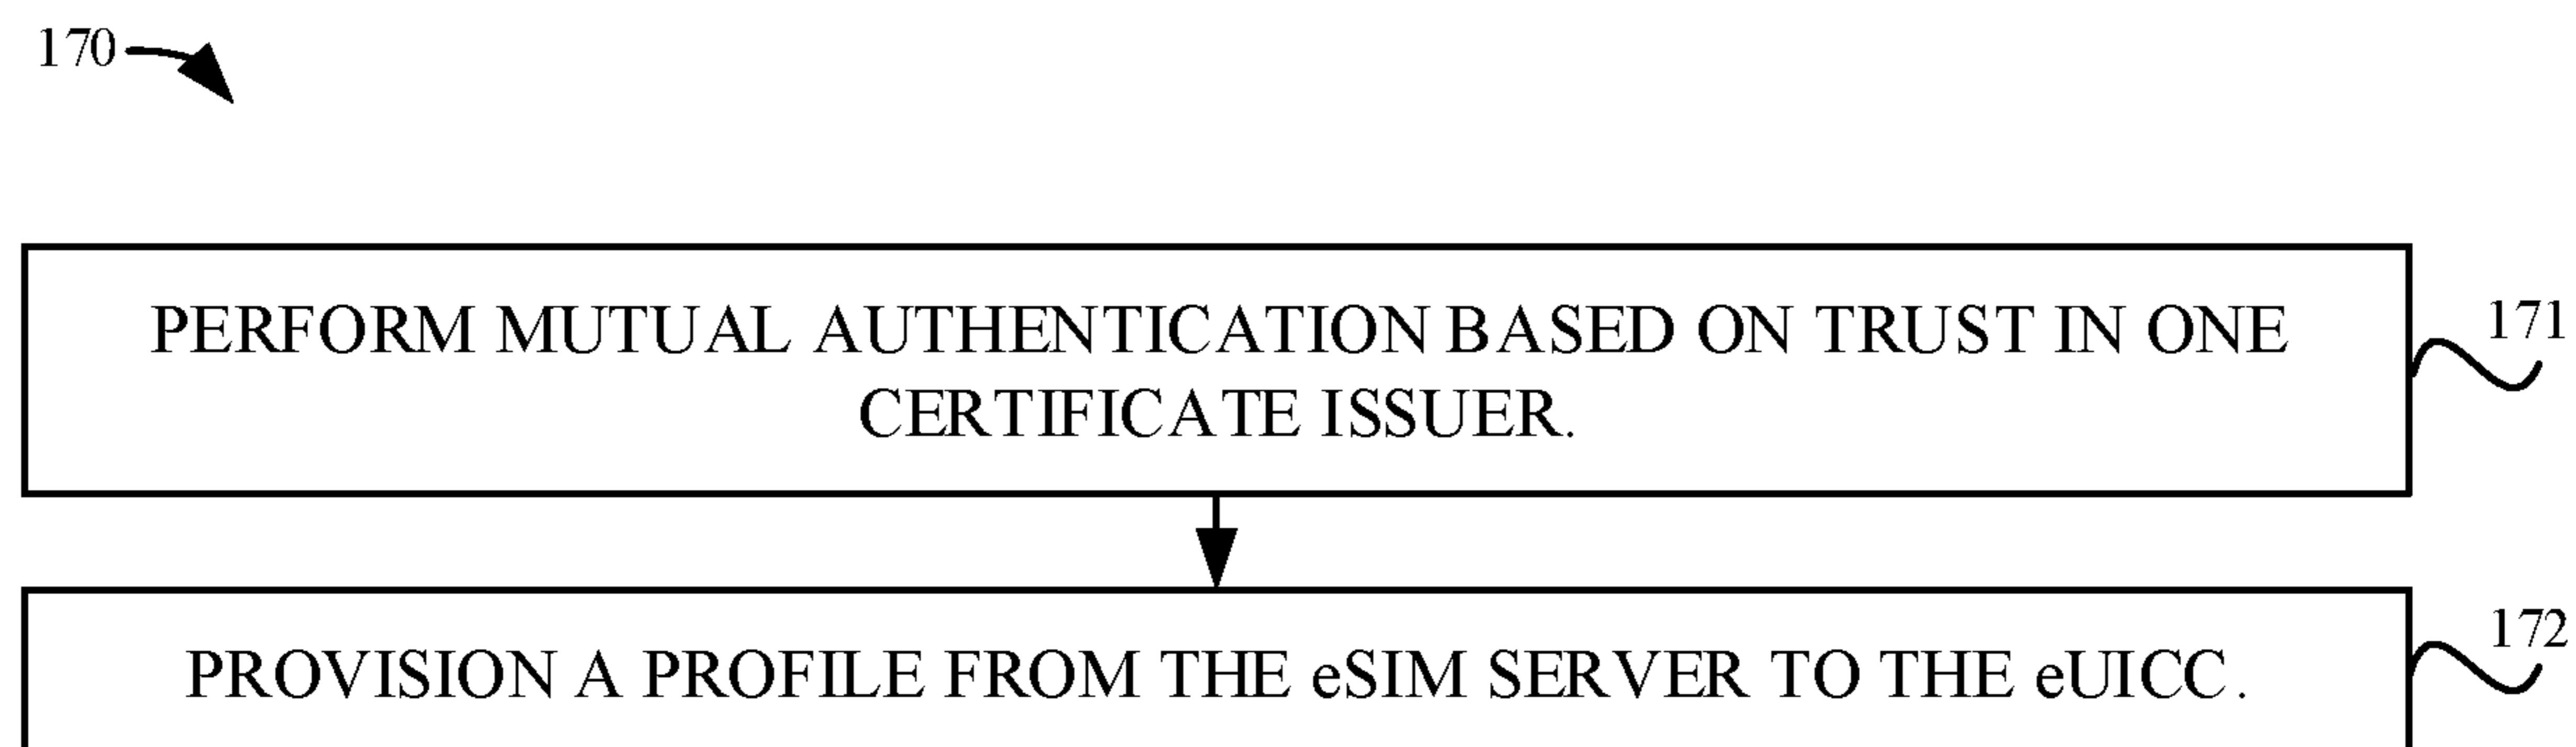 170
PERFORM MUTUAL AUTHENTICATION BASED ON TRUST IN ONE
CERTIFICATE ISSUER.
171
PROVISION A PROFILE FROM THE eSIM SERVER TO THE eUICC.
172